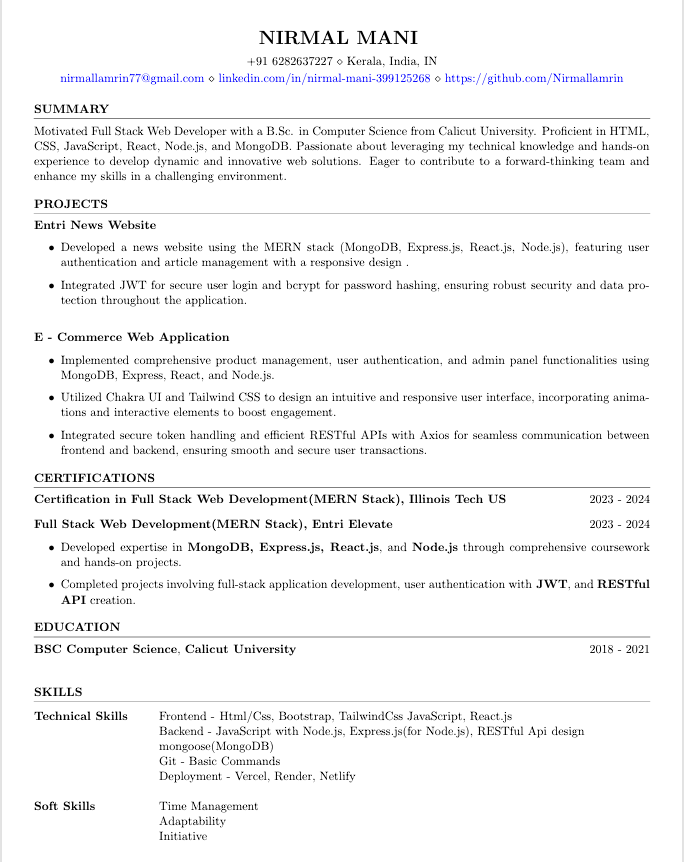 NIRMAL MANI
+91 6282637227 ⋄ Kerala, India, IN
nirmallamrin77@gmail.com ⋄ linkedin.com/in/nirmal-mani-399125268 ⋄ https://github.com/Nirmallamrin
SUMMARY
Motivated Full Stack Web Developer with a B.Sc. in Computer Science from Calicut University. Proficient in HTML,
CSS, JavaScript, React, Node.js, and MongoDB. Passionate about leveraging my technical knowledge and hands-on
experience to develop dynamic and innovative web solutions. Eager to contribute to a forward-thinking team and
enhance my skills in a challenging environment.
PROJECTS
Entri News Website
• Developed a news website using the MERN stack (MongoDB, Express.js, React.js, Node.js), featuring user
authentication and article management with a responsive design .
• Integrated JWT for secure user login and bcrypt for password hashing, ensuring robust security and data pro-
tection throughout the application.
E - Commerce Web Application
• Implemented comprehensive product management, user authentication, and admin panel functionalities using
MongoDB, Express, React, and Node.js.
• Utilized Chakra UI and Tailwind CSS to design an intuitive and responsive user interface, incorporating anima-
tions and interactive elements to boost engagement.
• Integrated secure token handling and efficient RESTful APIs with Axios for seamless communication between
frontend and backend, ensuring smooth and secure user transactions.
CERTIFICATIONS
Certification in Full Stack Web Development(MERN Stack), Illinois Tech US 2023 - 2024
Full Stack Web Development(MERN Stack), Entri Elevate 2023 - 2024
• Developed expertise in MongoDB, Express.js, React.js, and Node.js through comprehensive coursework
and hands-on projects.
• Completed projects involving full-stack application development, user authentication with JWT, and RESTful
API creation.
EDUCATION
BSC Computer Science, Calicut University 2018 - 2021
SKILLS
Technical Skills Frontend - Html/Css, Bootstrap, TailwindCss JavaScript, React.js
Backend - JavaScript with Node.js, Express.js(for Node.js), RESTful Api design
mongoose(MongoDB)
Git - Basic Commands
Deployment - Vercel, Render, Netlify
Soft Skills Time Management
Adaptability
Initiative